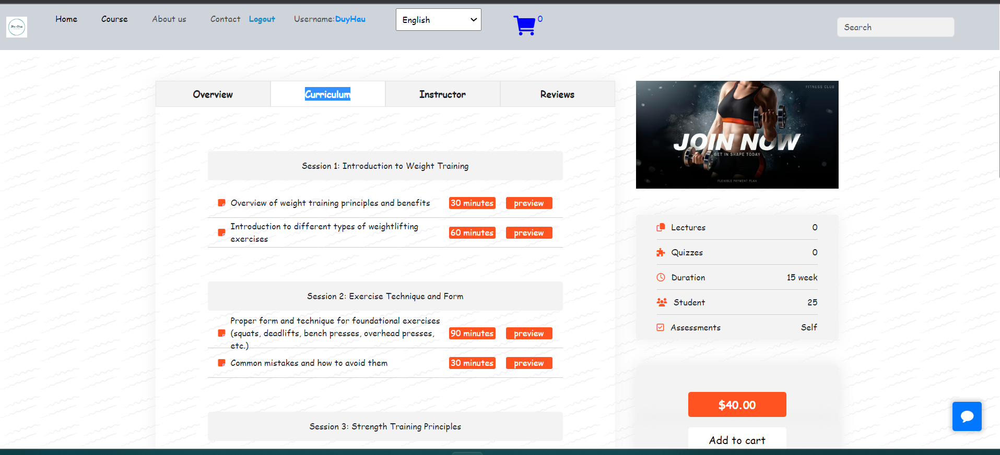 Home
Course
About us
Contact
Logout
Username:DuyHau
English
0
Search
Overview
Curriculum
Instructor
Reviews
Session 1: Introduction to Weight Training
Overview of weight training principles and benefits
30 minutes
preview
Introduction to different types of weightlifting
exercises
60 minutes
preview
Session 2: Exercise Technique and Form
Proper form and technique for foundational exercises
(squats, deadlifts, bench presses, overhead presses,
etc.)
90 minutes
preview
Common mistakes and how to avoid them
30 minutes
preview
Session 3: Strength Training Principles
FITNESS CLUB
JOIN NOW
GET IN SHAPE TODAY
FLEXIBLE PAYMENT PLAN
Lectures 0
Quizzes 0
Duration 15 week
Student 25
Assessments Self
$40.00
Add to cart